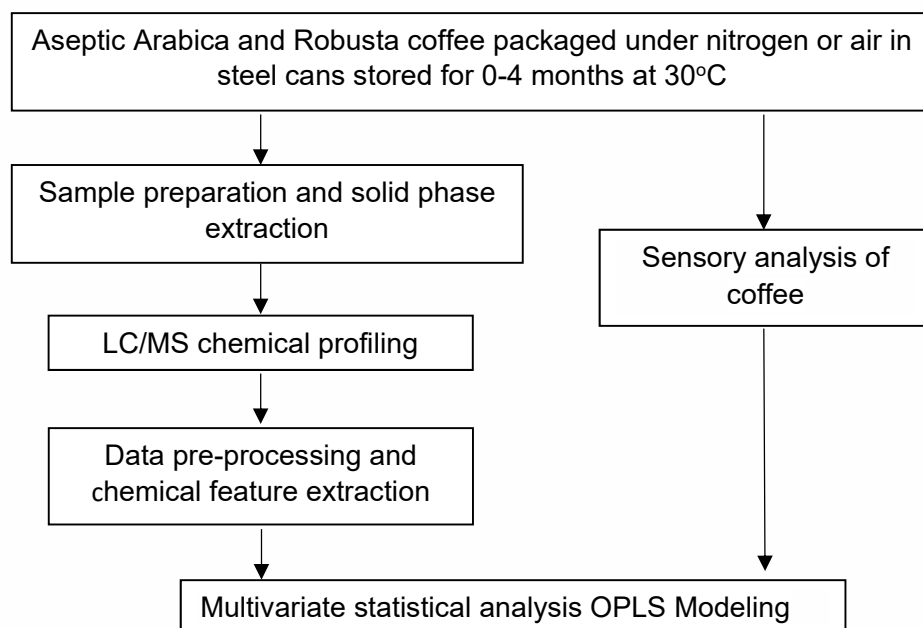 Aseptic Arabica and Robusta coffee packaged under nitrogen or air in
steel cans stored for 0-4 months at 30°C
Sample preparation and solid phase
extraction
Sensory analysis of
coffee
LC/MS chemical profiling
Data pre-processing and
chemical feature extraction
Multivariate statistical analysis OPLS Modeling